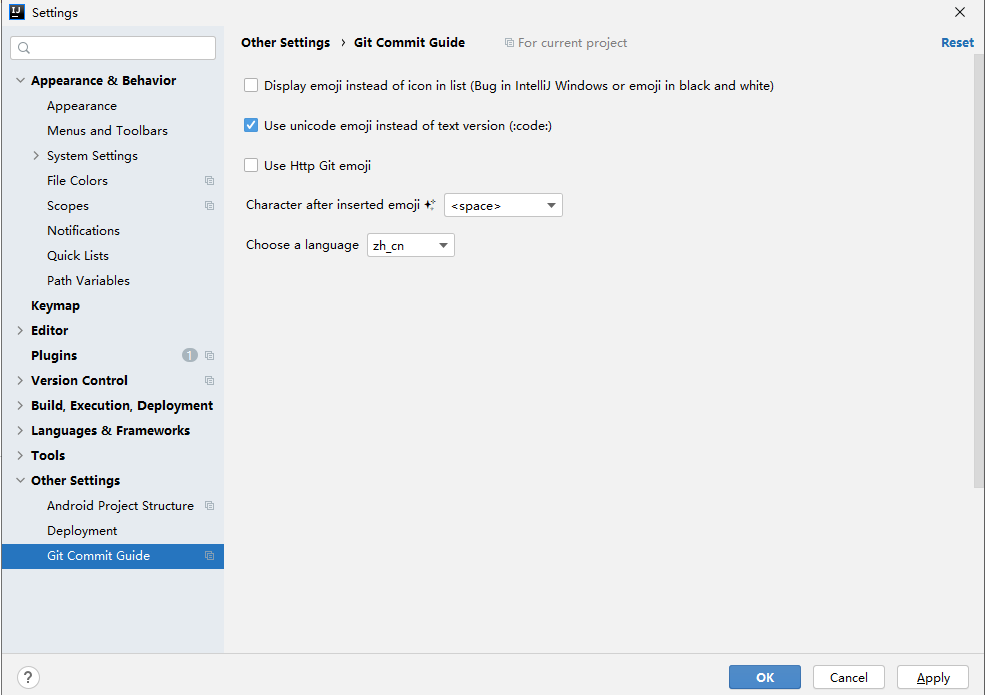 Settings
Other Settings › Git Commit Guide For current project Reset
Appearance & Behavior
Appearance
Menus and Toolbars
System Settings
File Colors
Scopes
Notifications
Quick Lists
Path Variables
Keymap
Editor
Plugins 1
Version Control
Build, Execution, Deployment
Languages & Frameworks
Tools
Other Settings
Android Project Structure
Deployment
Git Commit Guide
Display emoji instead of icon in list (Bug in IntelliJ Windows or emoji in black and white)
Use unicode emoji instead of text version (:code:)
Use Http Git emoji
Character after inserted emoji <space>
Choose a language zh_cn
? OK Cancel Apply